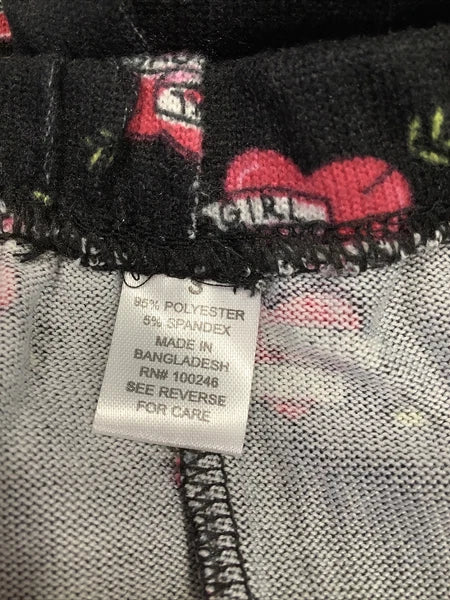 GIRL
S
95% POLYESTER
5% SPANDEX
MADE IN
BANGLADESH
RN# 100246
SEE REVERSE
FOR CARE